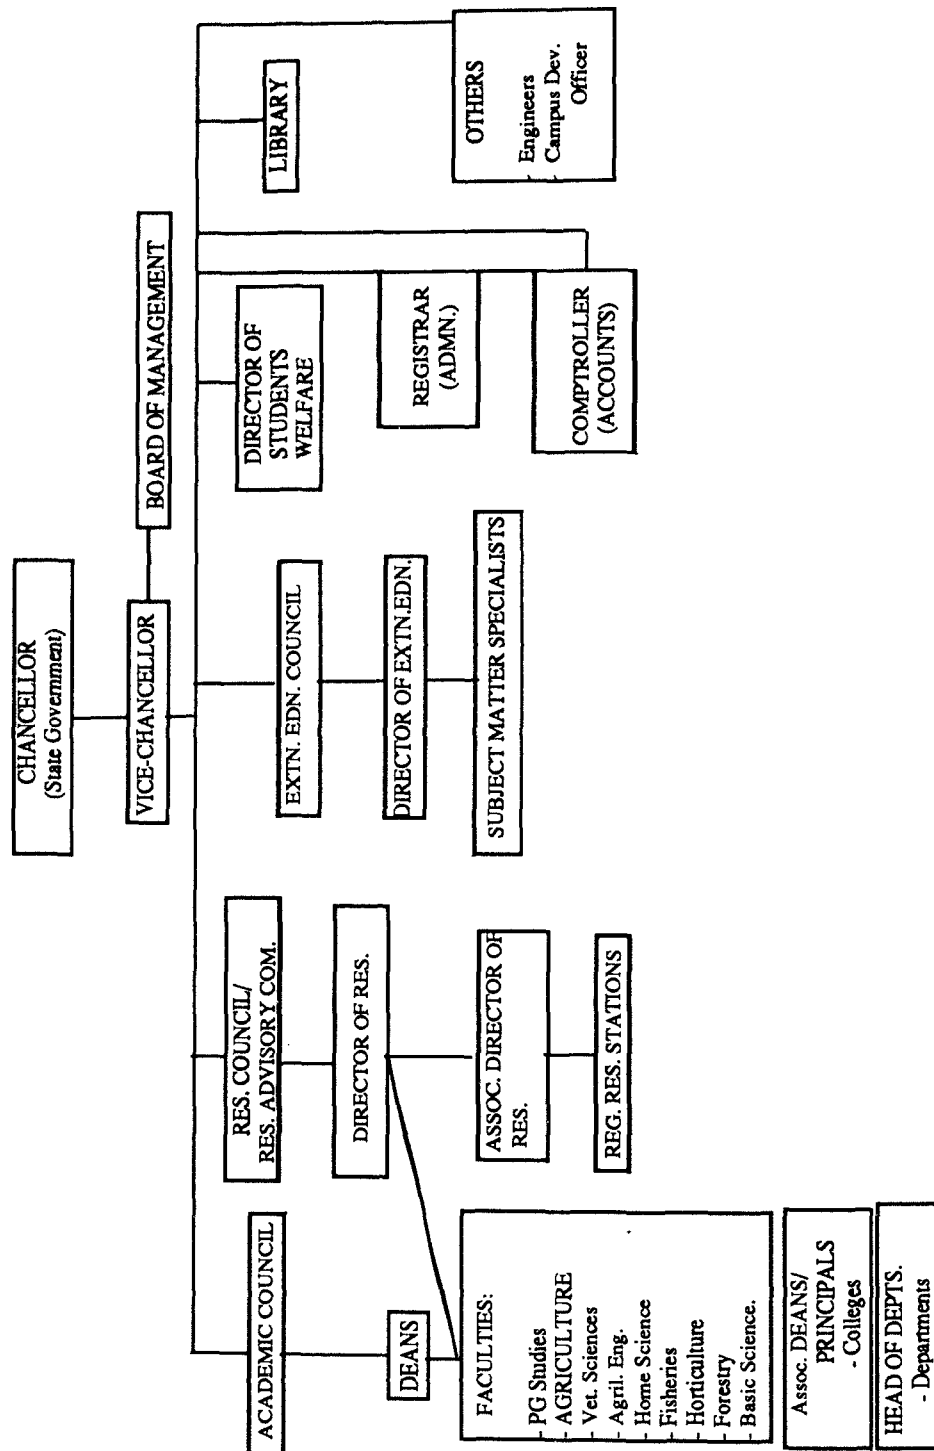 CHANCELLOR
(State Government)
VICE-CHANCELLOR
BOARD OF MANAGEMENT
ACADEMIC COUNCIL
DEANS
FACULTIES:
- PG Studies
- AGRICULTURE
- Vet. Sciences
- Agril. Eng.
- Home Science
- Fisheries
- Horticulture
- Forestry
- Basic Science.
Assoc. DEANS/
PRINCIPALS
- Colleges
HEAD OF DEPTS.
- Departments
RES. COUNCIL/
RES. ADVISORY COM.
DIRECTOR OF RES.
ASSOC. DIRECTOR OF
RES.
REG. RES. STATIONS
EXTN. EDN. COUNCIL
DIRECTOR OF EXTN.EDN.
SUBJECT MATTER SPECIALISTS
DIRECTOR OF
STUDENTS
WELFARE
REGISTRAR
(ADMN.)
COMPTROLLER
(ACCOUNTS)
LIBRARY
OTHERS
- Engineers
- Campus Dev.
Officer